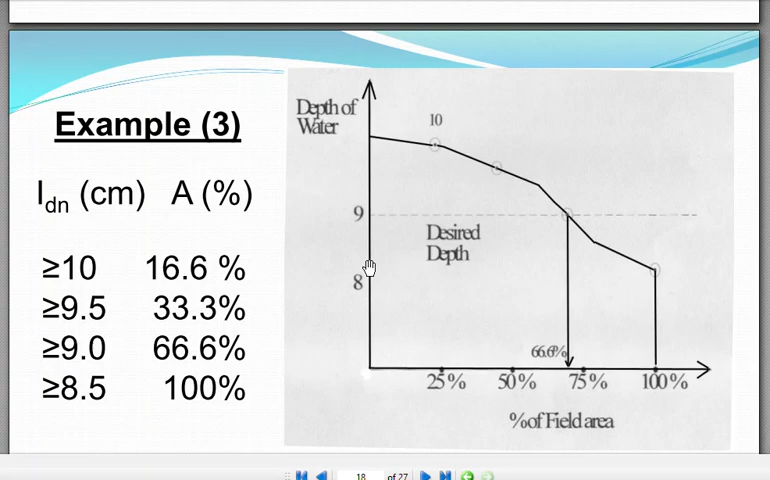 Example (3)
Idn (cm) A (%)
≥10 16.6 %
≥9.5 33.3%
≥9.0 66.6%
≥8.5 100%
Depth of
Water
10
9
Desired
Depth
8
66.6%
25% 50% 75% 100%
% of Field area
18 of 27